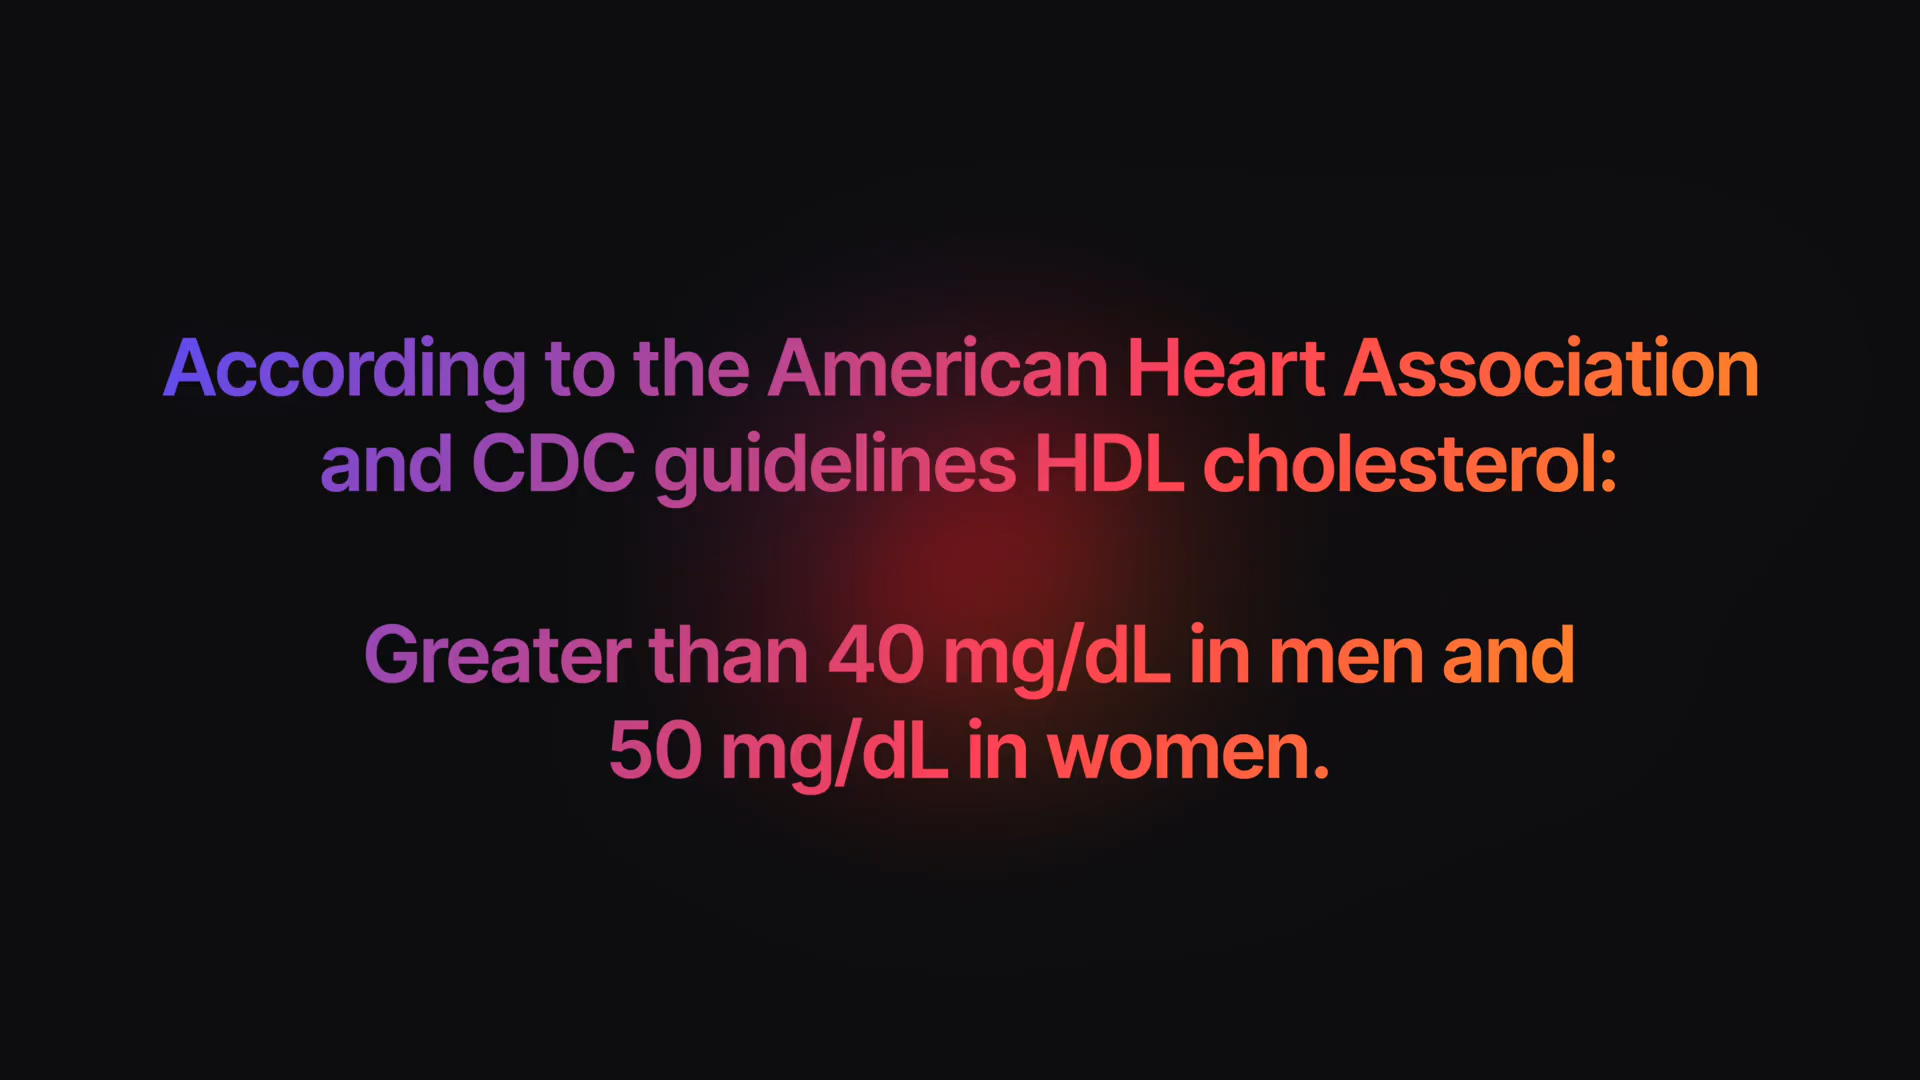 According to the American Heart Association
and CDC guidelines HDL cholesterol:
Greater than 40 mg/dL in men and
50 mg/dL in women.